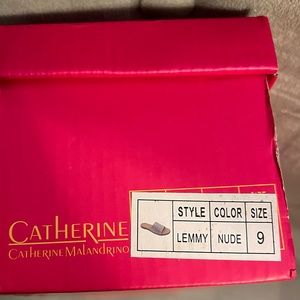 CATHERINE
CATHERINE MALANDRINO
STYLE COLOR SIZE
LEMMY NUDE 9